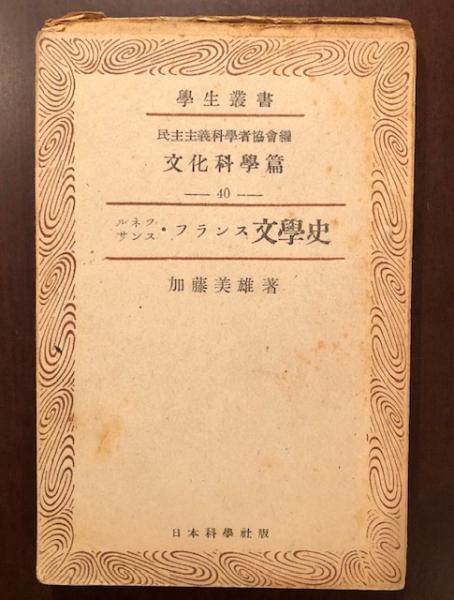 學生叢書
民主主義科學者協會編
文化科學篇
— 40 —
ルネッサンス・フランス文學史
加藤美雄著
日本科學社版